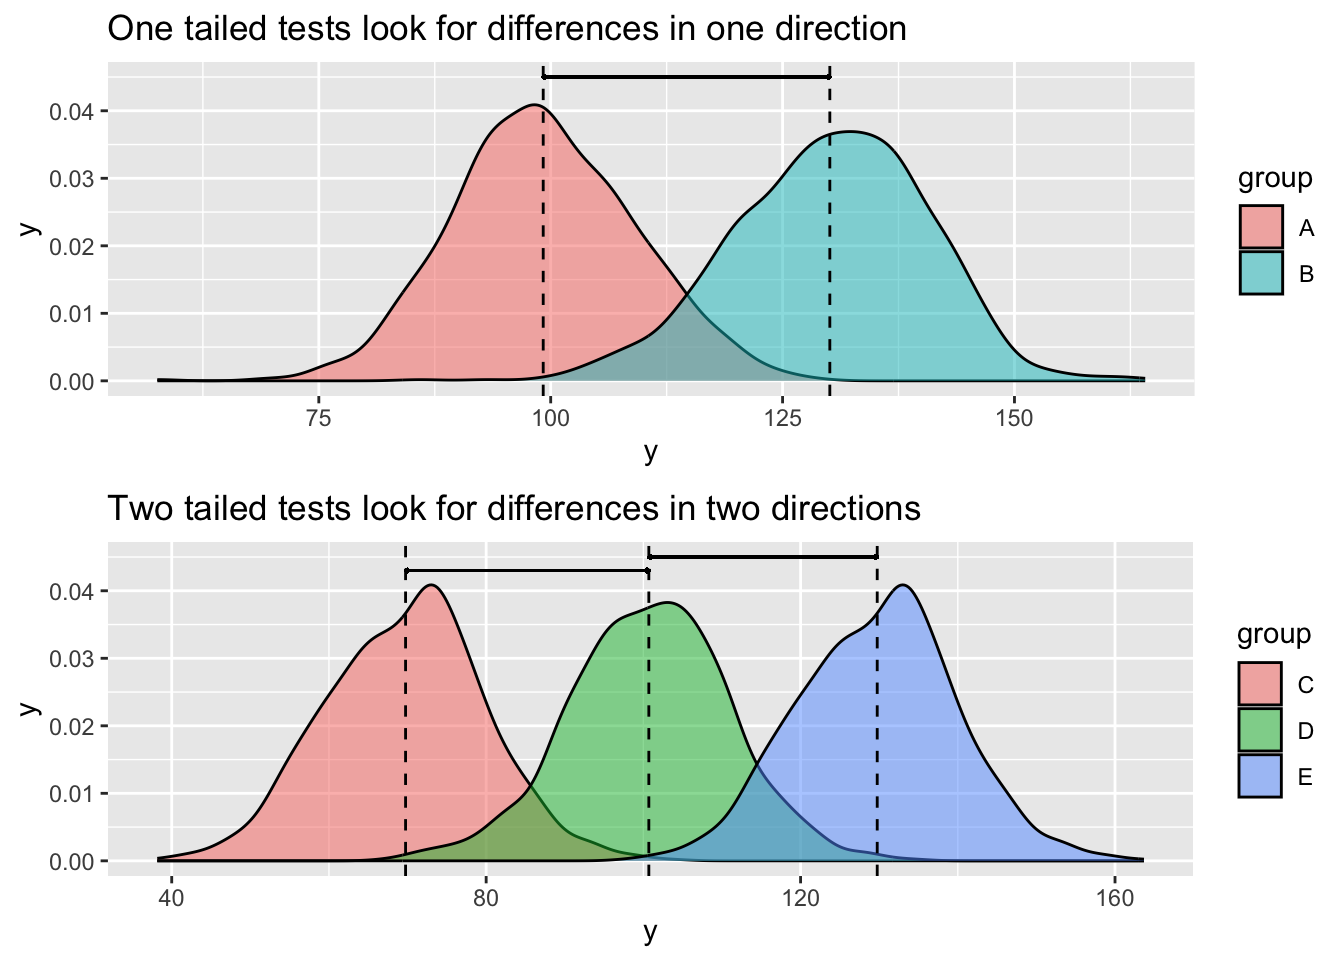 One tailed tests look for differences in one direction
0.04
0.03
0.02
0.01
0.00
y
75 100 125 150
y
group
A
B
Two tailed tests look for differences in two directions
0.04
0.03
0.02
0.01
0.00
y
40 80 120 160
y
group
C
D
E